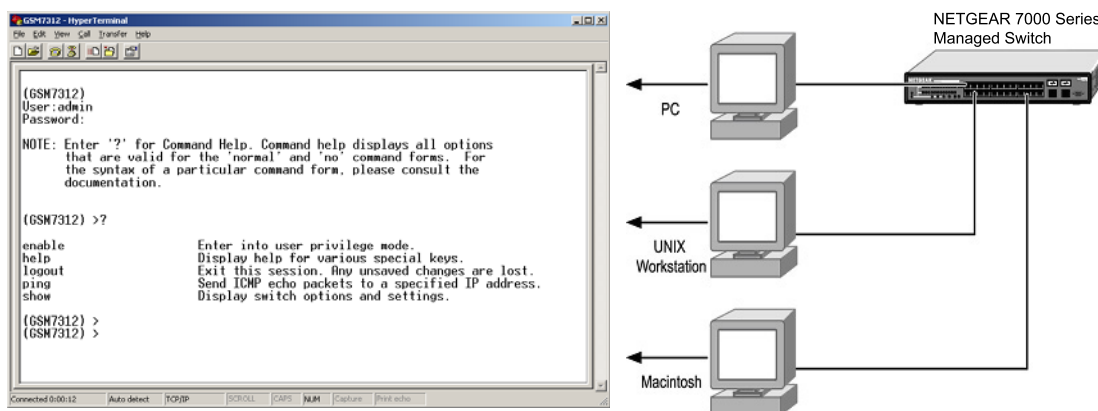 GSM7312 - HyperTerminal
File Edit View Call Transfer Help
(GSM7312)
User:admin
Password:
NOTE: Enter '?' for Command Help. Command help displays all options
that are valid for the 'normal' and 'no' command forms. For
the syntax of a particular command form, please consult the
documentation.
(GSM7312) >?
enable Enter into user privilege mode.
help Display help for various special keys.
logout Exit this session. Any unsaved changes are lost.
ping Send ICMP echo packets to a specified IP address.
show Display switch options and settings.
(GSM7312) >
(GSM7312) >
Connected 0:00:12 Auto detect TCP/IP SCROLL CAPS NUM Capture Print echo
NETGEAR 7000 Series
Managed Switch
NETGEAR
PC
UNIX
Workstation
Macintosh